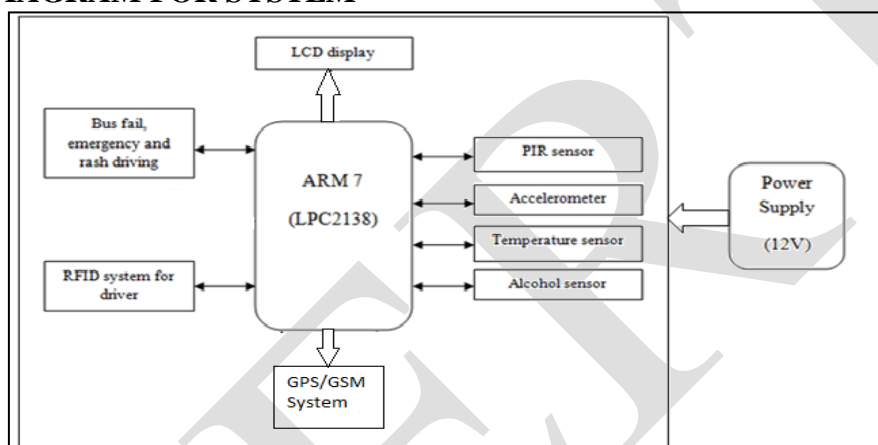 IAGRAM FOR SYSTEM
LCD display
Bus fail,
emergency and
rash driving
ARM 7
(LPC2138)
PIR sensor
Accelerometer
Temperature sensor
Alcohol sensor
Power
Supply
(12V)
RFID system for
driver
GPS/GSM
System